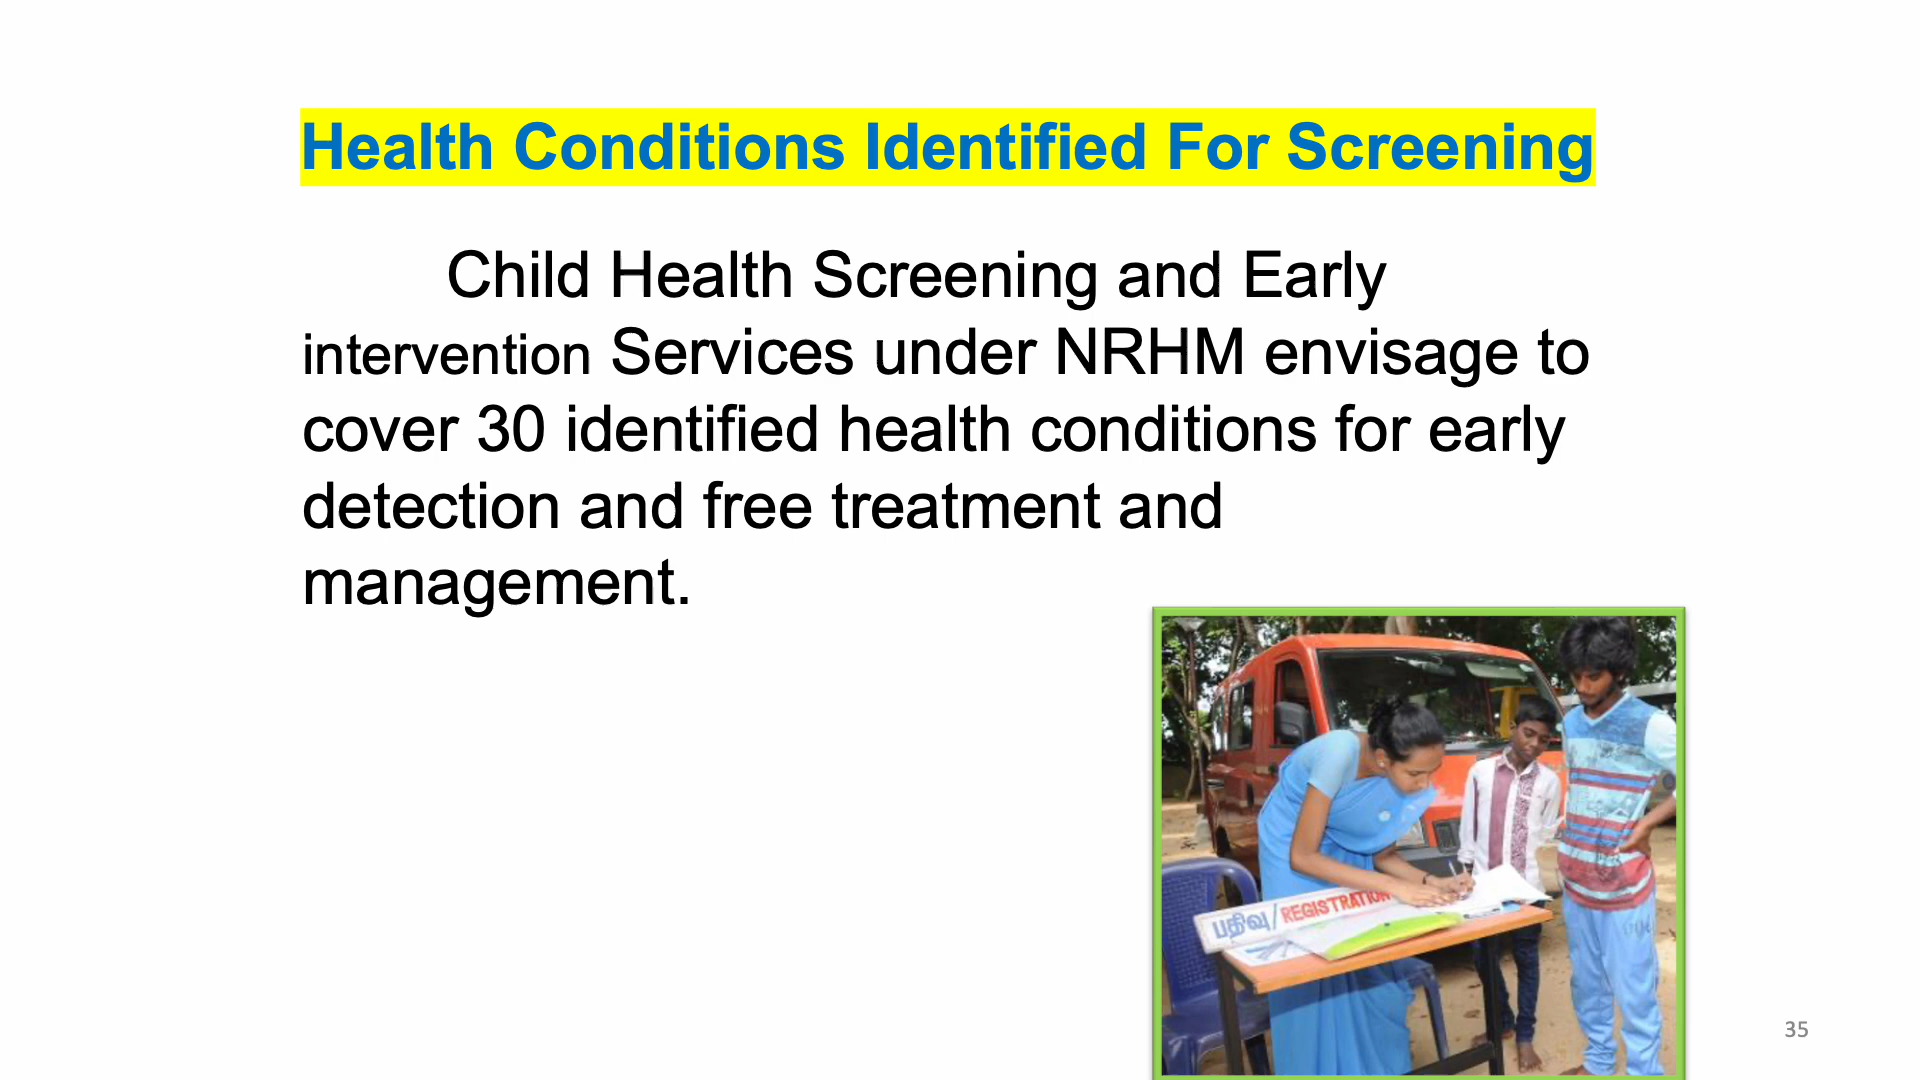 Health Conditions Identified For Screening
Child Health Screening and Early
intervention Services under NRHM envisage to
cover 30 identified health conditions for early
detection and free treatment and
management.
பதிவு/REGISTRATION
35